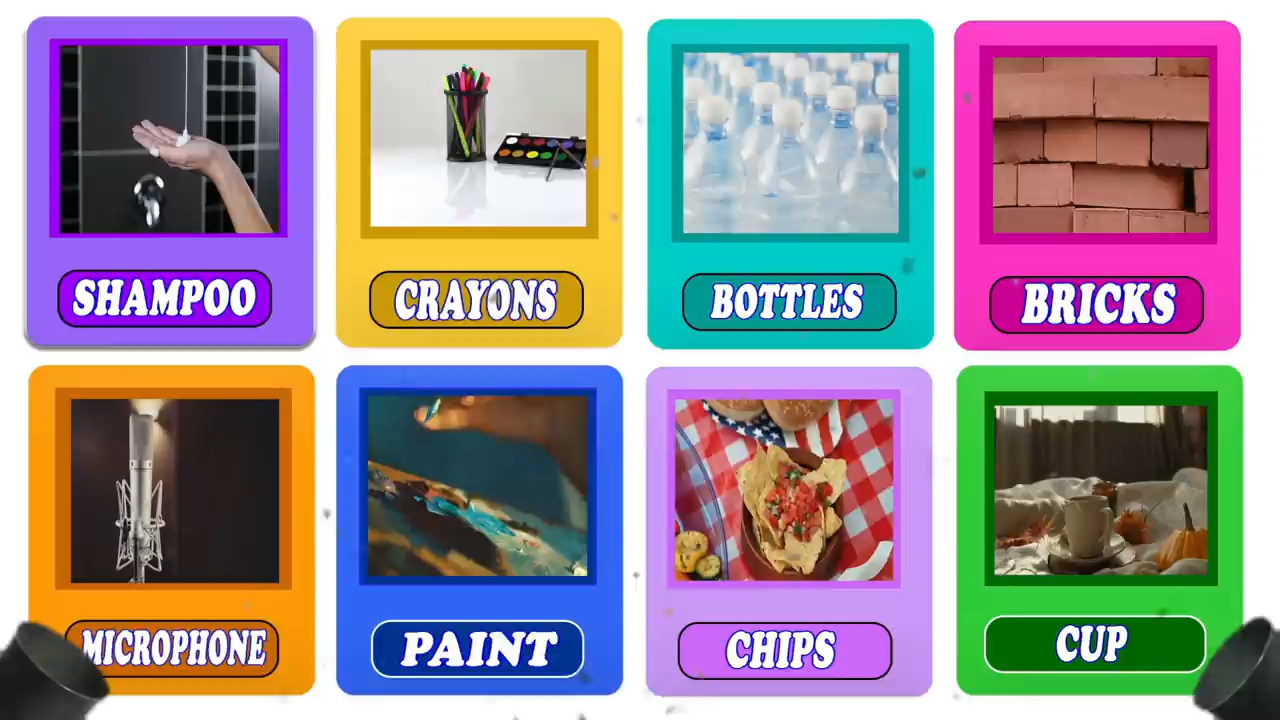 SHAMPOO
CRAYONS
BOTTLES
BRICKS
MICROPHONE
PAINT
CHIPS
CUP